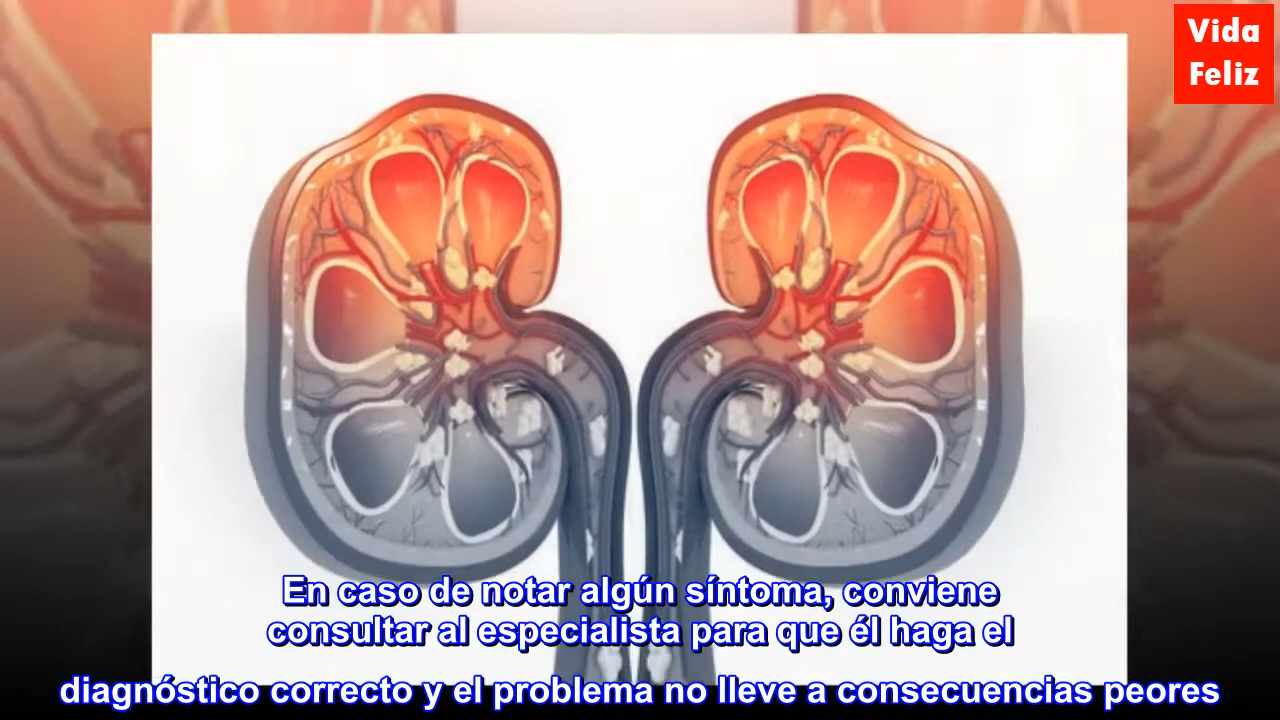 Vida
Feliz
En caso de notar algún síntoma, conviene
consultar al especialista para que él haga el
diagnóstico correcto y el problema no lleve a consecuencias peores